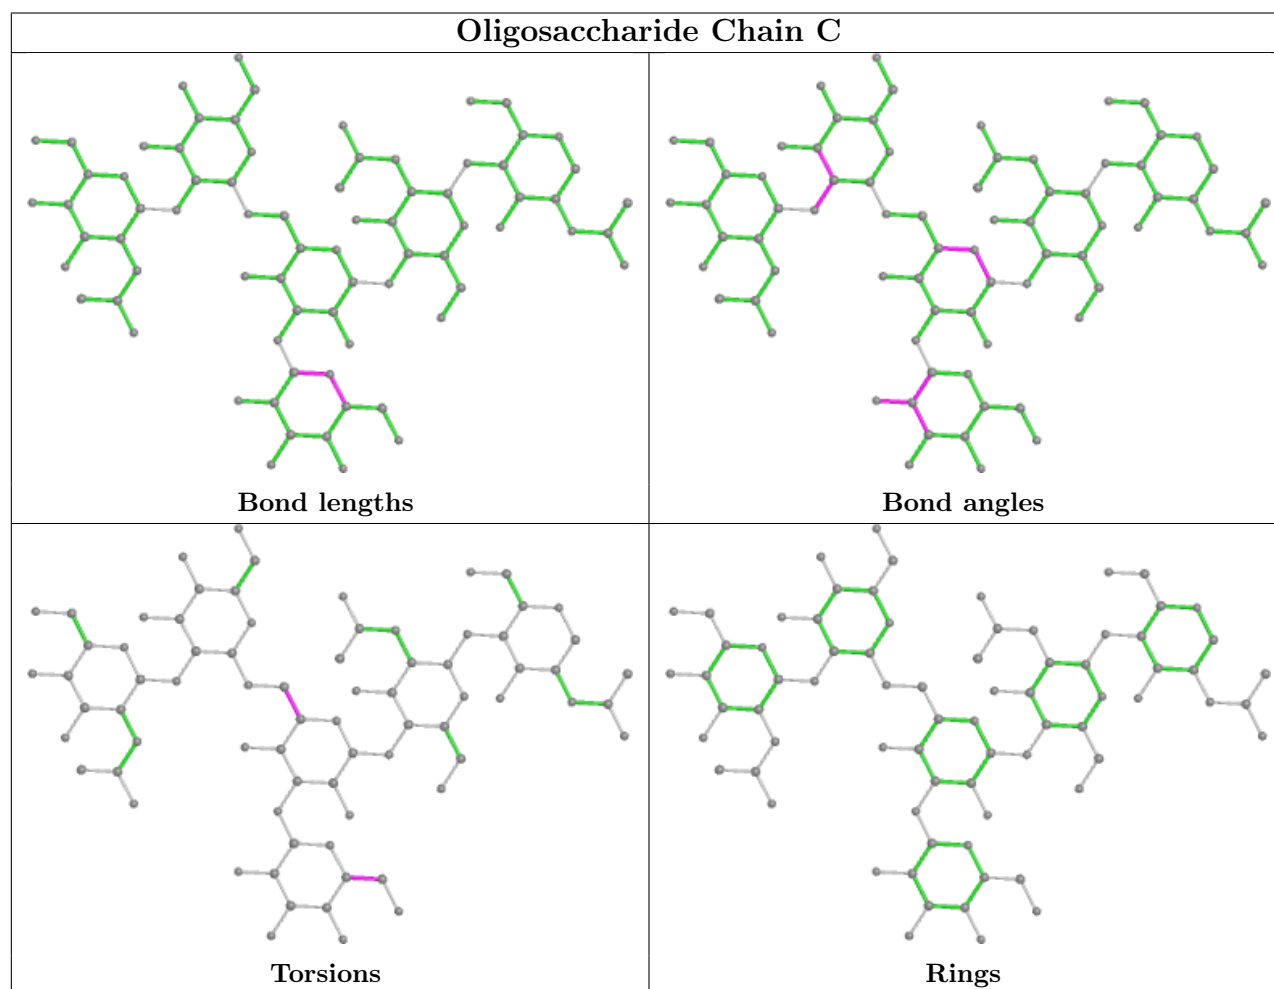 Oligosaccharide Chain C
Bond lengths
Bond angles
Torsions
Rings